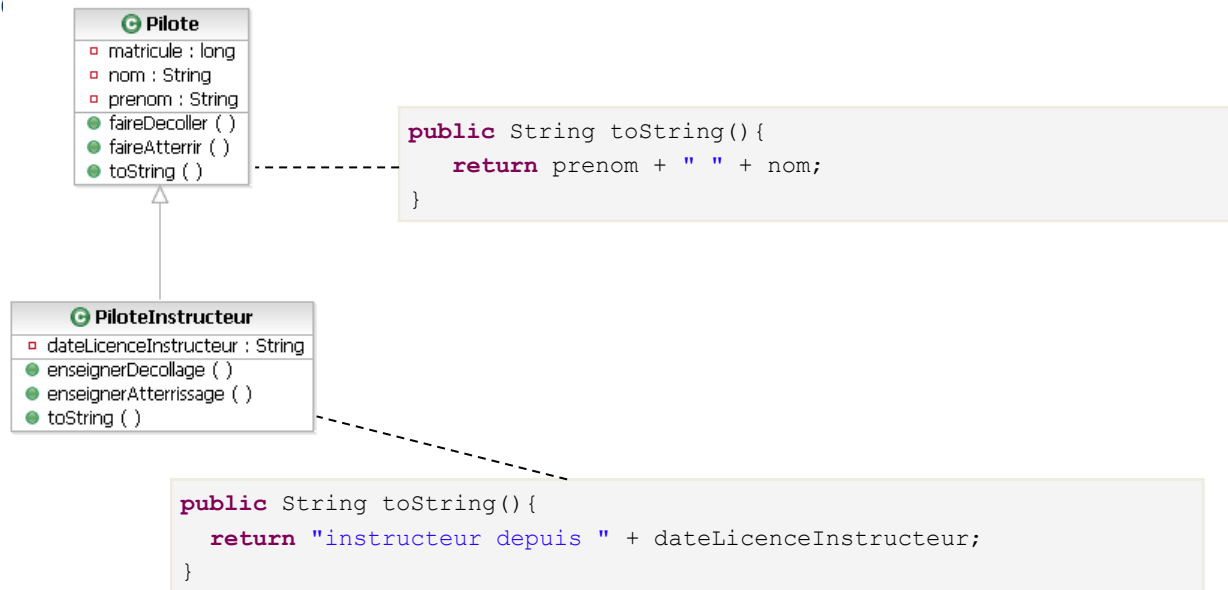 Pilote
matricule : long
nom : String
prenom : String
faireDecoller ( )
faireAtterrir ( )
toString ( )
public String toString(){
return prenom + " " + nom;
}
PiloteInstructeur
dateLicenceInstructeur : String
enseignerDecollage ( )
enseignerAtterrissage ( )
toString ( )
public String toString(){
return "instructeur depuis " + dateLicenceInstructeur;
}